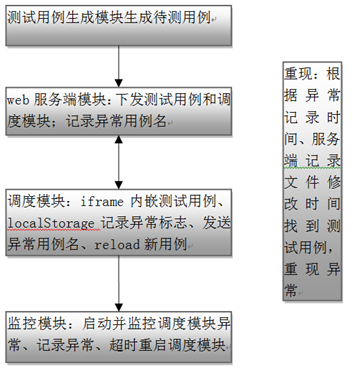 测试用例生成模块生成待测用例
web 服务端模块：下发测试用例和调
度模块；记录异常用例名
调度模块：iframe 内嵌测试用例、
localStorage 记录异常标志、发送
异常用例名、reload 新用例
监控模块：启动并监控调度模块异
常、记录异常、超时重启调度模块
重现：根
据异常
记录时
间、服务
端记录
文件修
改时间
找到测
试用例，
重现异
常